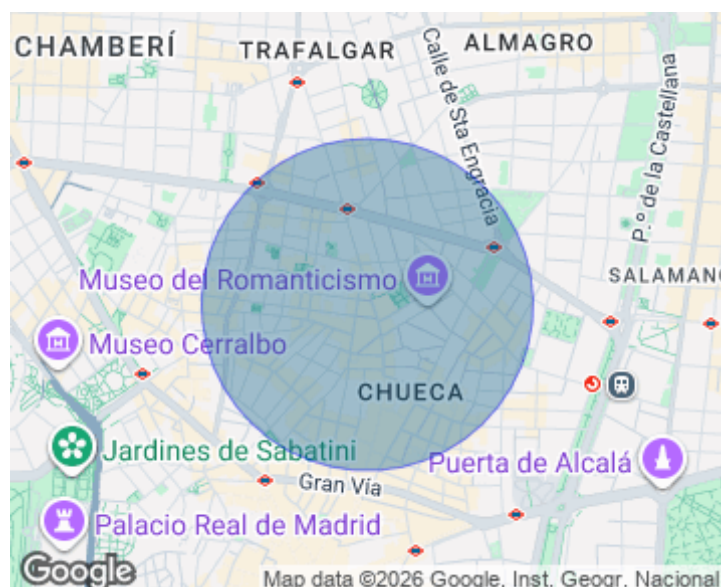 CHAMBERÍ
TRAFALGAR
ALMAGRO
Calle de Sta Engracia
P.º de la Castellana
Museo del Romanticismo
SALAMANC
Museo Cerralbo
CHUECA
Jardines de Sabatini
Puerta de Alcalá
Gran Vía
Palacio Real de Madrid
Google
Map data ©2026 Google, Inst. Geogr. Nacional